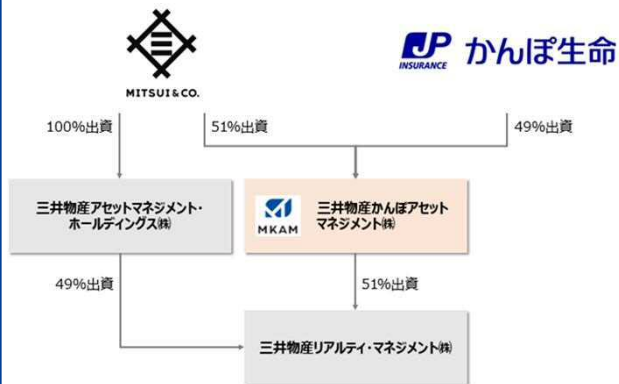 MITSUI & CO.
JP INSURANCE かんぽ生命
100%出資
51%出資
49%出資
三井物産アセットマネジメント・
ホールディングス㈱
MKAM
三井物産かんぽアセット
マネジメント㈱
49%出資
51%出資
三井物産リアルティ・マネジメント㈱